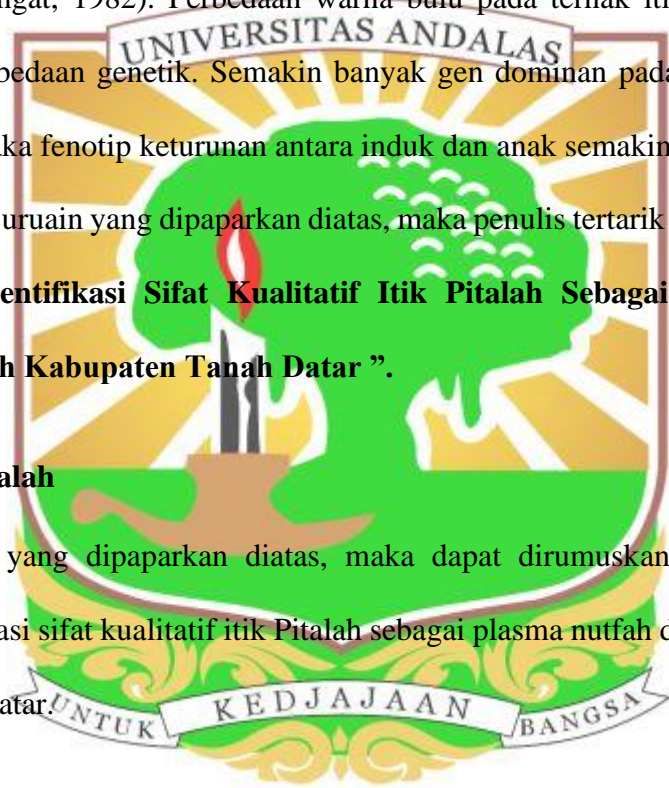 ngat, 1982). Perbedaan warna bulu pada ternak iti
UNIVERSITAS ANDALAS
bedaan genetik. Semakin banyak gen dominan pada
ka fenotip keturunan antara induk dan anak semakin
uruain yang dipaparkan diatas, maka penulis tertarik
entifikasi Sifat Kualitatif Itik Pitalah Sebagai
h Kabupaten Tanah Datar ”.
alah
yang dipaparkan diatas, maka dapat dirumuskan
asi sifat kualitatif itik Pitalah sebagai plasma nutfah d
atar.
UNTUK KEDJAJAAN BANGSA